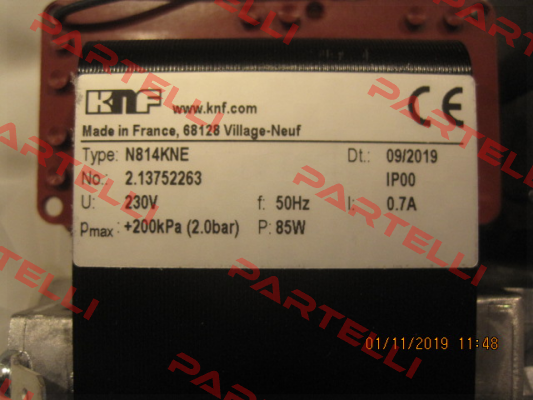 KNF www.knf.com CE
Made in France, 68128 Village-Neuf
Type: N814KNE Dt.: 09/2019
No.: 2.13752263 IP00
U: 230V f: 50Hz I: 0.7A
pmax: +200kPa (2.0bar) P: 85W
01/11/2019 11:48
PARTELLI
PARTELLI
PARTELLI
PARTELLI
PARTELLI
PARTELLI